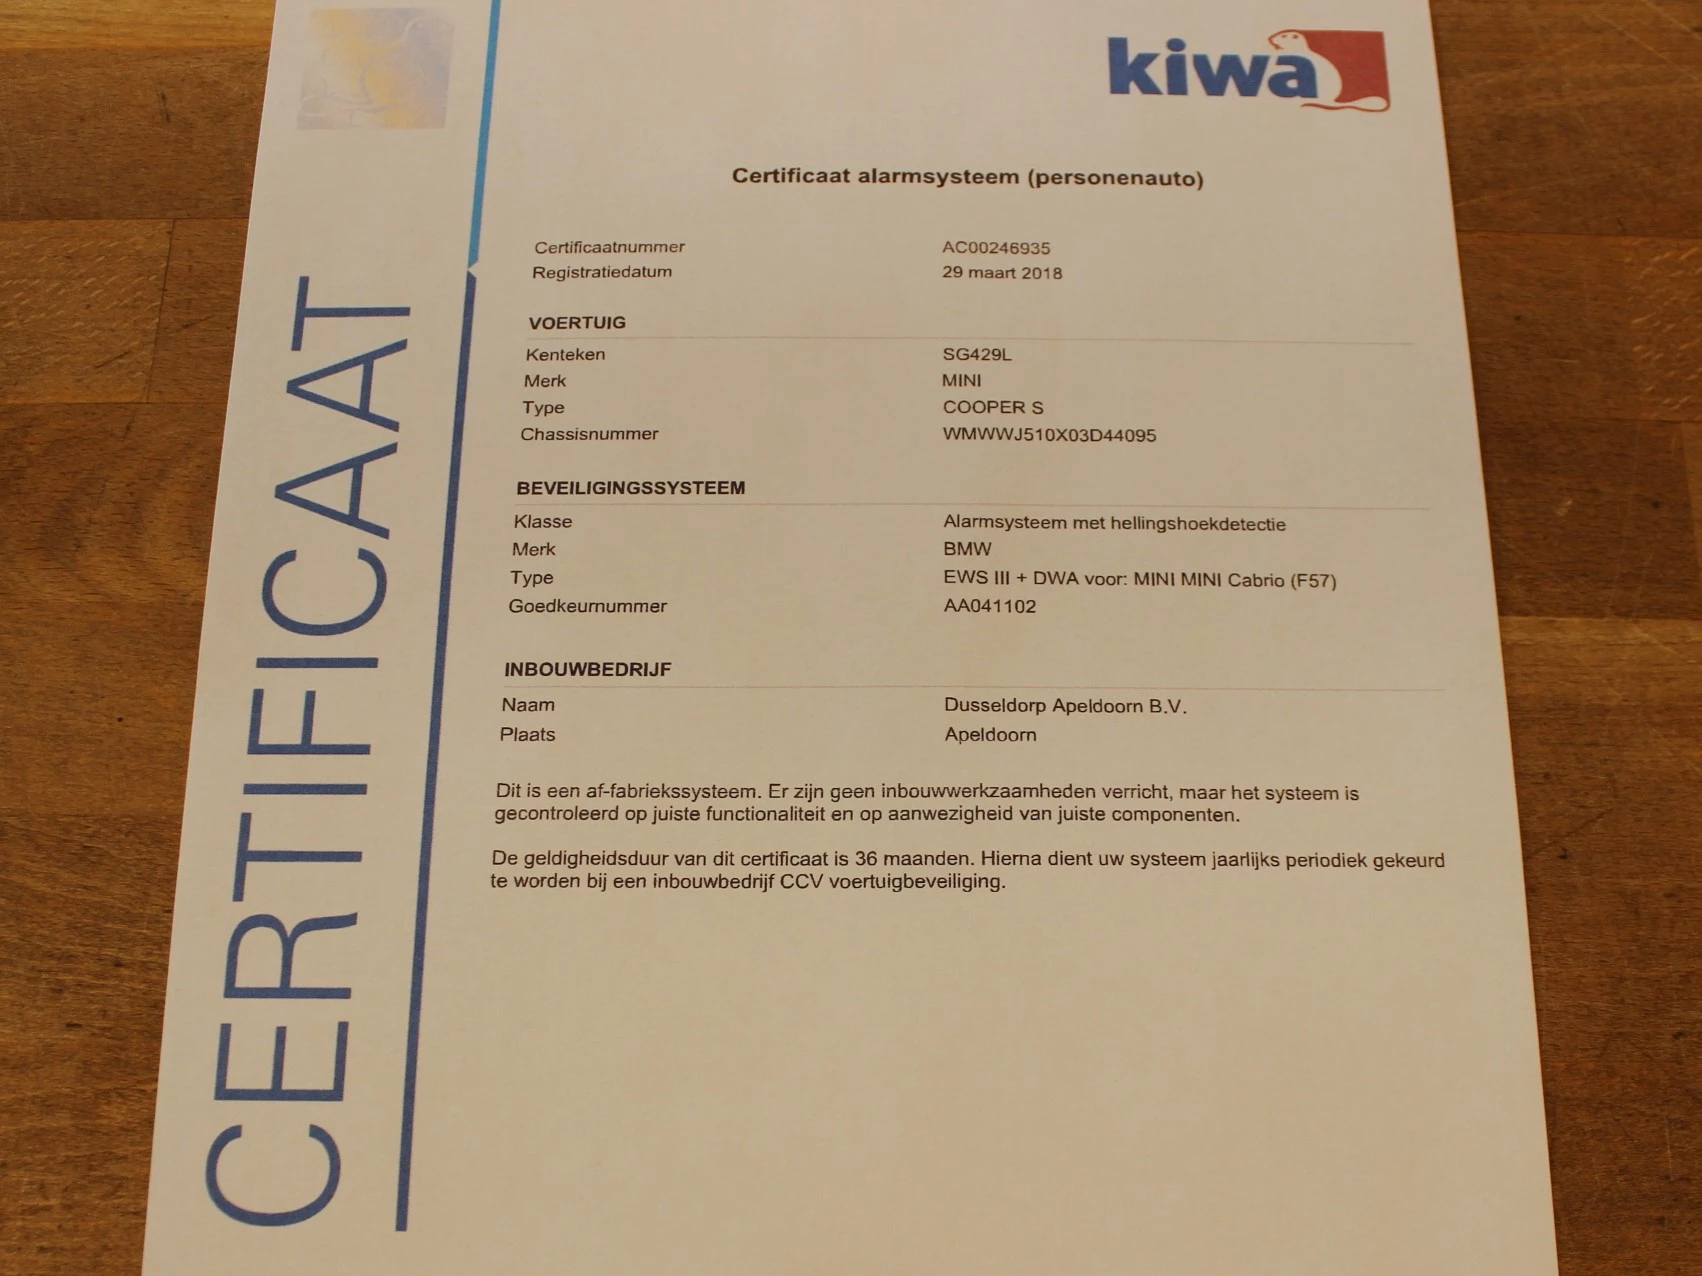 kiwa
CERTIFICAAT
Certificaat alarmsysteem (personenauto)
Certificaatnummer AC00246935
Registratiedatum 29 maart 2018
VOERTUIG
Kenteken SG429L
Merk MINI
Type COOPER S
Chassisnummer WMWWJ510X03D44095
BEVEILIGINGSSYSTEEM
Klasse Alarmsysteem met hellingshoekdetectie
Merk BMW
Type EWS III + DWA voor: MINI MINI Cabrio (F57)
Goedkeurnummer AA041102
INBOUWBEDRIJF
Naam Dusseldorp Apeldoorn B.V.
Plaats Apeldoorn
Dit is een af-fabriekssysteem. Er zijn geen inbouwwerkzaamheden verricht, maar het systeem is
gecontroleerd op juiste functionaliteit en op aanwezigheid van juiste componenten.
De geldigheidsduur van dit certificaat is 36 maanden. Hierna dient uw systeem jaarlijks periodiek gekeurd
te worden bij een inbouwbedrijf CCV voertuigbeveiliging.